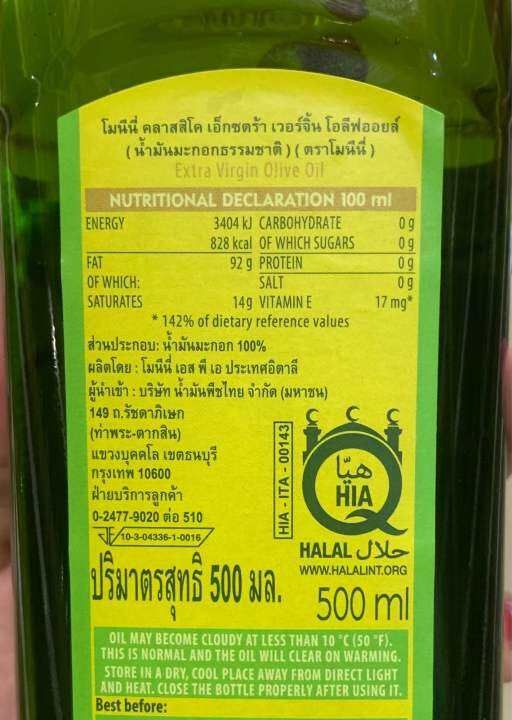 โมนีนี่ คลาสสิโค เอ็กซตร้า เวอร์จิ้น โอลีฟออยล์
( น้ำมันมะกอกธรรมชาติ ) ( ตราโมนีนี่ )
Extra Virgin Olive Oil
NUTRITIONAL DECLARATION 100 ml
ENERGY 3404 kJ CARBOHYDRATE 0 g
828 kcal OF WHICH SUGARS 0 g
FAT 92 g PROTEIN 0 g
OF WHICH: SALT 0 g
SATURATES 14 g VITAMIN E 17 mg*
* 142% of dietary reference values
ส่วนประกอบ: น้ำมันมะกอก 100%
ผลิตโดย : โมนีนี่ เอส พี เอ ประเทศอิตาลี
ผู้นำเข้า : บริษัท น้ำมันพืชไทย จำกัด (มหาชน)
149 ถ.รัชดาภิเษก
(ท่าพระ-ตากสิน)
แขวงบุคคโล เขตธนบุรี
กรุงเทพ 10600
ฝ่ายบริการลูกค้า
0-2477-9020 ต่อ 510
10-3-04336-1-0016
HIA - ITA - 00143
هيّا
HIA
HALAL حلال
WWW.HALALINT.ORG
ปริมาตรสุทธิ 500 มล.
500 ml
OIL MAY BECOME CLOUDY AT LESS THAN 10 °C (50 °F).
THIS IS NORMAL AND THE OIL WILL CLEAR ON WARMING.
STORE IN A DRY, COOL PLACE AWAY FROM DIRECT LIGHT
AND HEAT. CLOSE THE BOTTLE PROPERLY AFTER USING IT.
Best before: